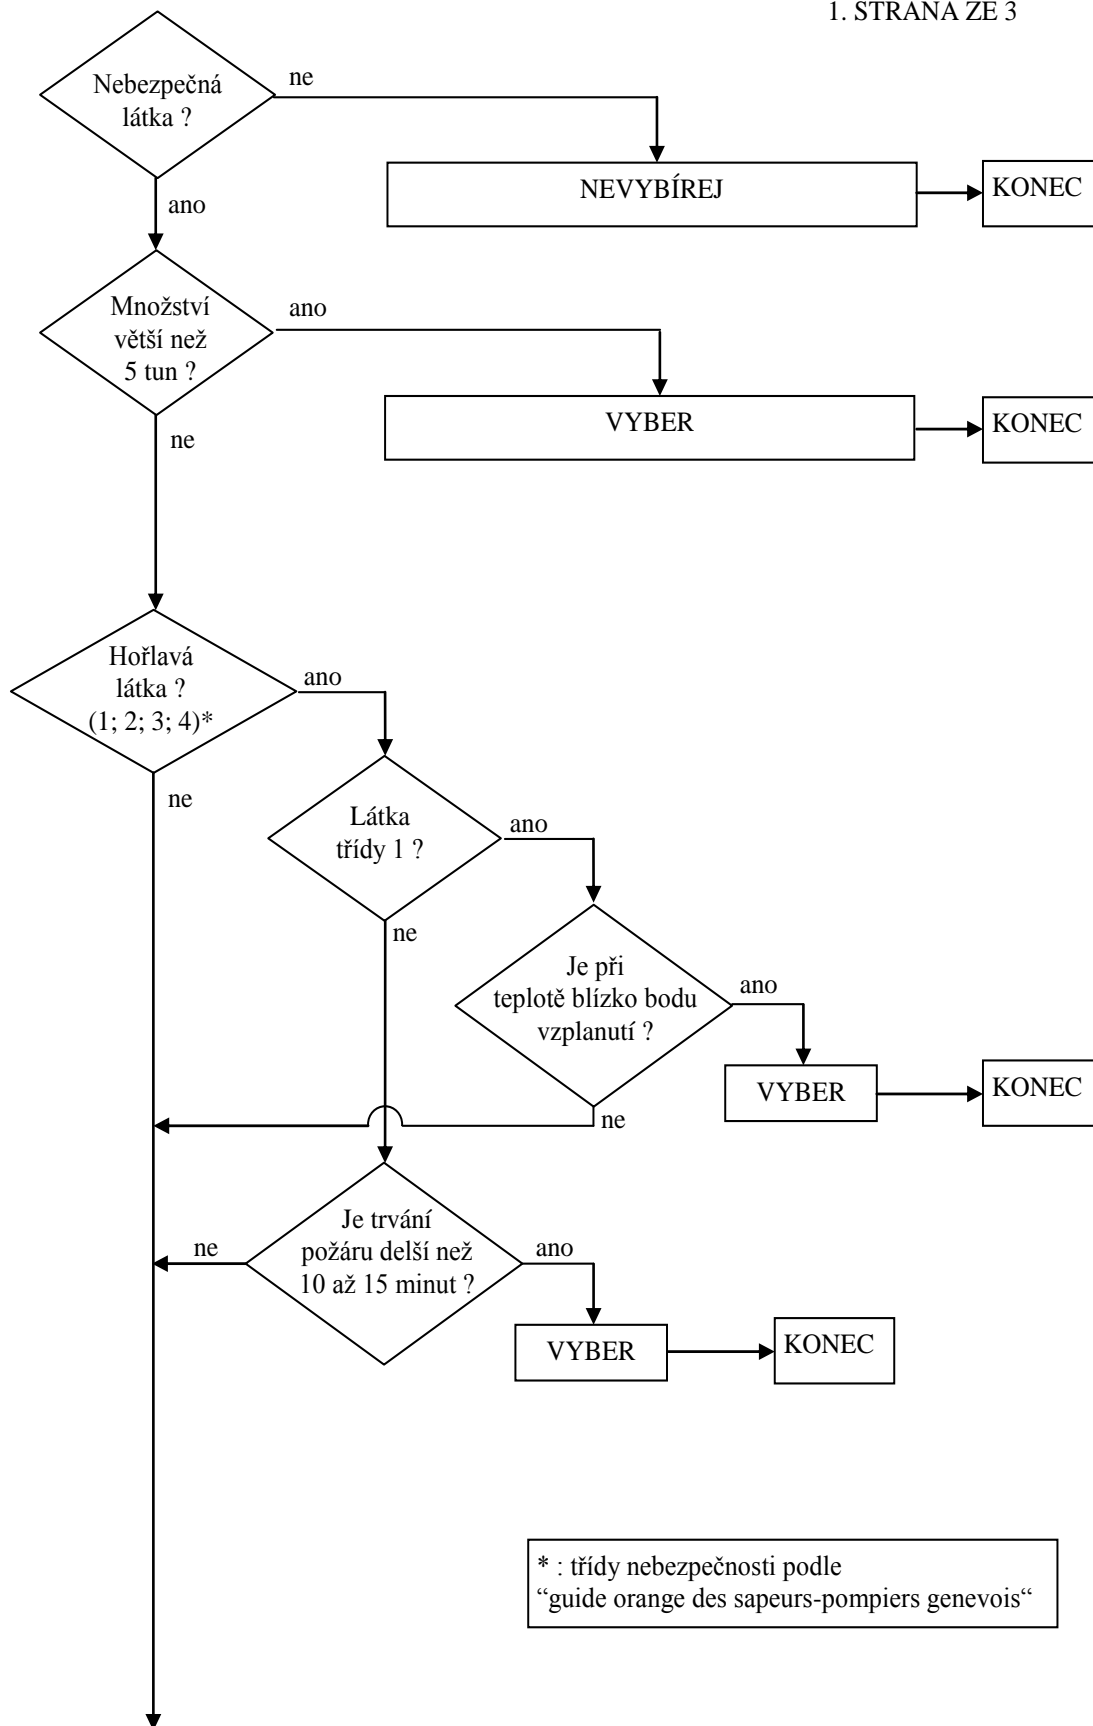 1. STRANA ZE 3
Nebezpečná
látka ?
ne
NEVYBÍREJ
KONEC
ano
Množství
větší než
5 tun ?
ano
VYBER
KONEC
ne
Hořlavá
látka ?
(1; 2; 3; 4)*
ano
ne
Látka
třídy 1 ?
ano
ne
Je při
teplotě blízko bodu
vzplanutí ?
ano
VYBER
KONEC
ne
Je trvání
požáru delší než
10 až 15 minut ?
ne
ano
VYBER
KONEC
* : třídy nebezpečnosti podle
“guide orange des sapeurs-pompiers genevois“